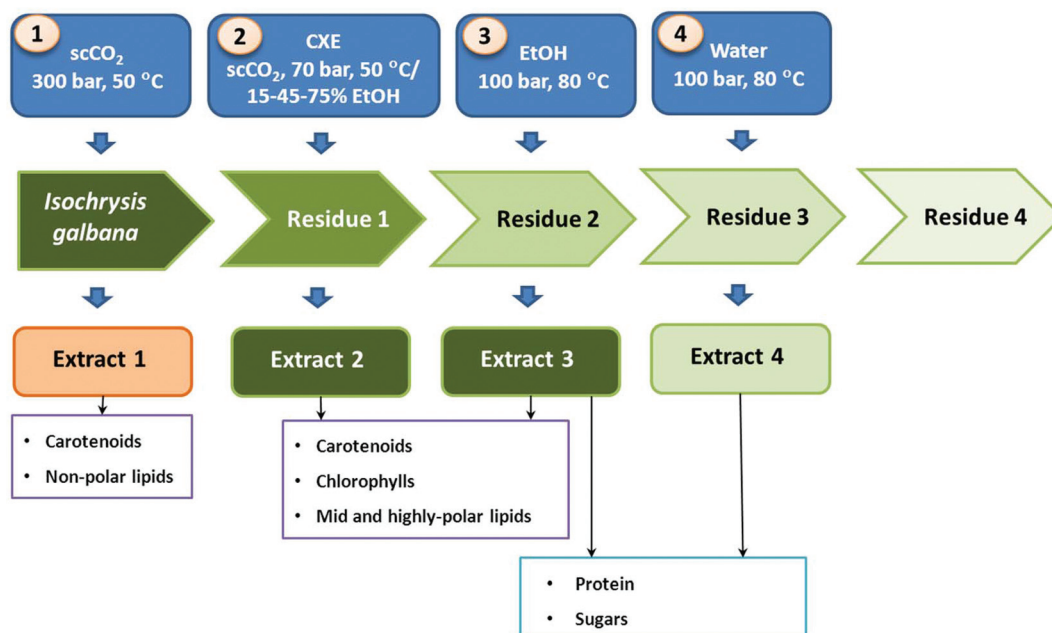 1
scCO₂
300 bar, 50 °C
2
CXE
scCO₂, 70 bar, 50 °C/
15-45-75% EtOH
3
EtOH
100 bar, 80 °C
4
Water
100 bar, 80 °C
Isochrysis
galbana
Residue 1
Residue 2
Residue 3
Residue 4
Extract 1
Extract 2
Extract 3
Extract 4
• Carotenoids
• Non-polar lipids
• Carotenoids
• Chlorophylls
• Mid and highly-polar lipids
• Protein
• Sugars